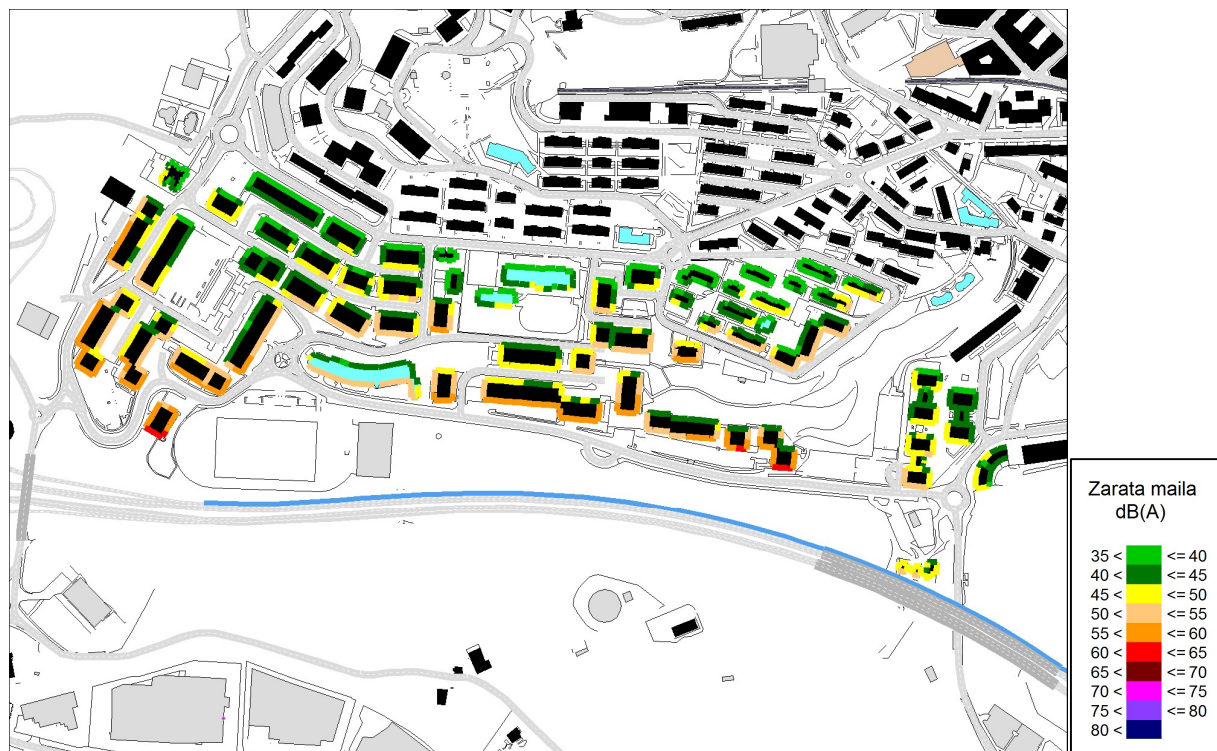 Zarata maila
dB(A)
35 < <= 40
40 < <= 45
45 < <= 50
50 < <= 55
55 < <= 60
60 < <= 65
65 < <= 70
70 < <= 75
75 < <= 80
80 <